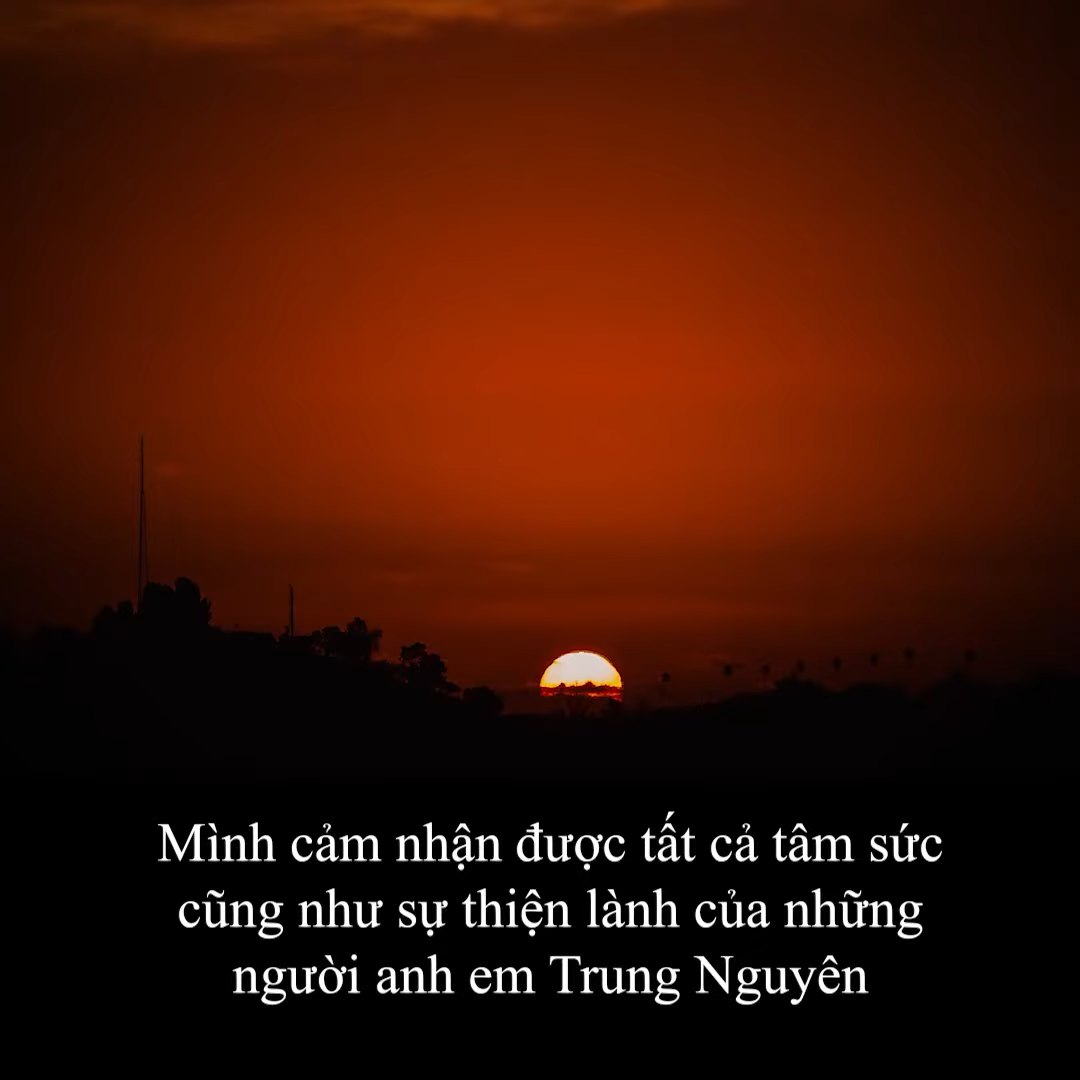 Mình cảm nhận được tất cả tâm sức
cũng như sự thiện lành của những
người anh em Trung Nguyên